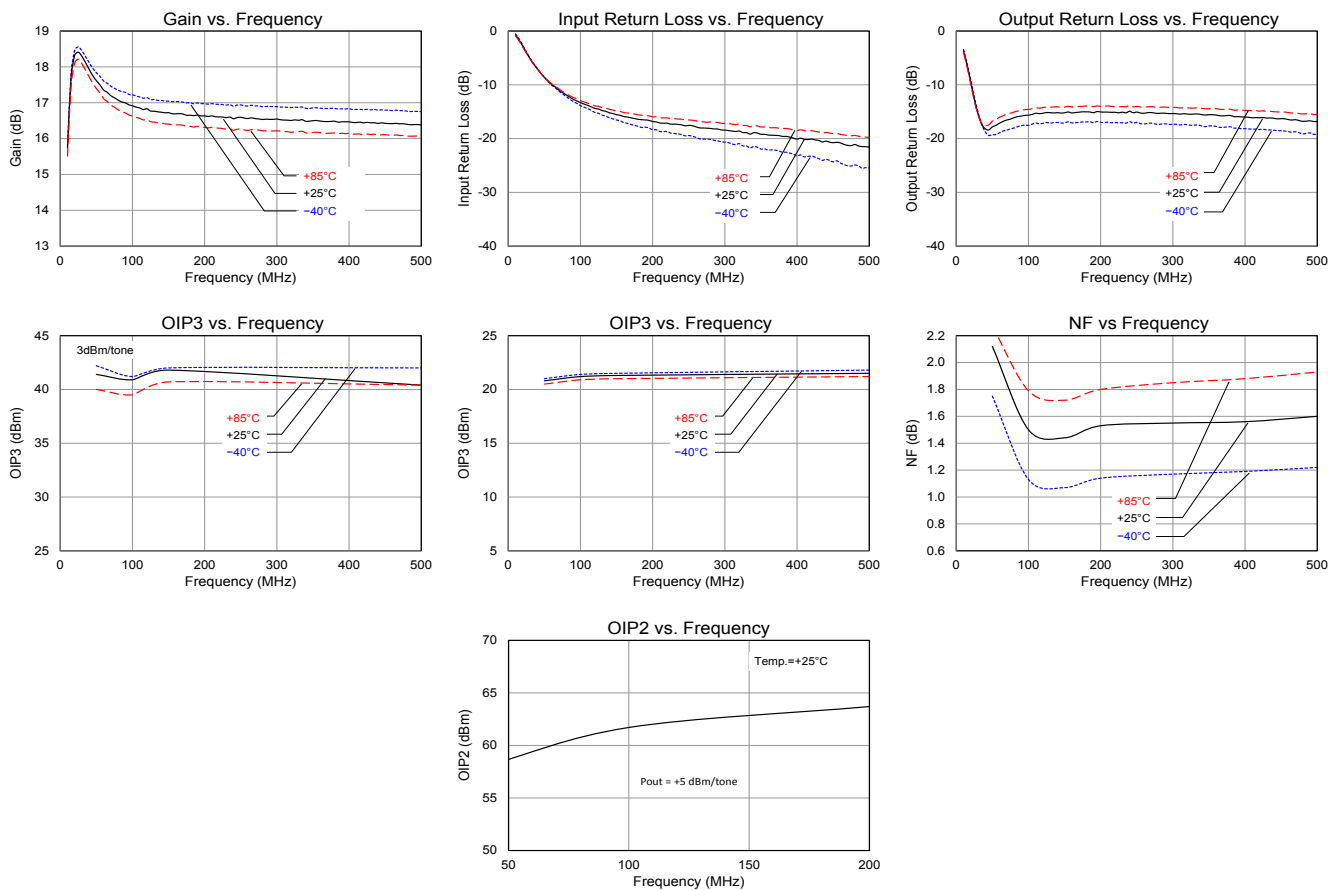 Gain vs. Frequency
19
18
17
16
15
14
13
Gain (dB)
+85°C
+25°C
−40°C
0 100 200 300 400 500
Frequency (MHz)
Input Return Loss vs. Frequency
0
-10
-20
-30
-40
Input Return Loss (dB)
+85°C
+25°C
−40°C
0 100 200 300 400 500
Frequency (MHz)
Output Return Loss vs. Frequency
0
-10
-20
-30
-40
Output Return Loss (dB)
+85°C
+25°C
−40°C
0 100 200 300 400 500
Frequency (MHz)
OIP3 vs. Frequency
45
40
35
30
25
OIP3 (dBm)
3dBm/tone
+85°C
+25°C
−40°C
0 100 200 300 400 500
Frequency (MHz)
OIP3 vs. Frequency
25
20
15
10
5
OIP3 (dBm)
+85°C
+25°C
−40°C
0 100 200 300 400 500
Frequency (MHz)
NF vs Frequency
2.2
2.0
1.8
1.6
1.4
1.2
1.0
0.8
0.6
NF (dB)
+85°C
+25°C
−40°C
0 100 200 300 400 500
Frequency (MHz)
OIP2 vs. Frequency
70
65
60
55
50
OIP2 (dBm)
Temp.=+25°C
Pout = +5 dBm/tone
50 100 150 200
Frequency (MHz)